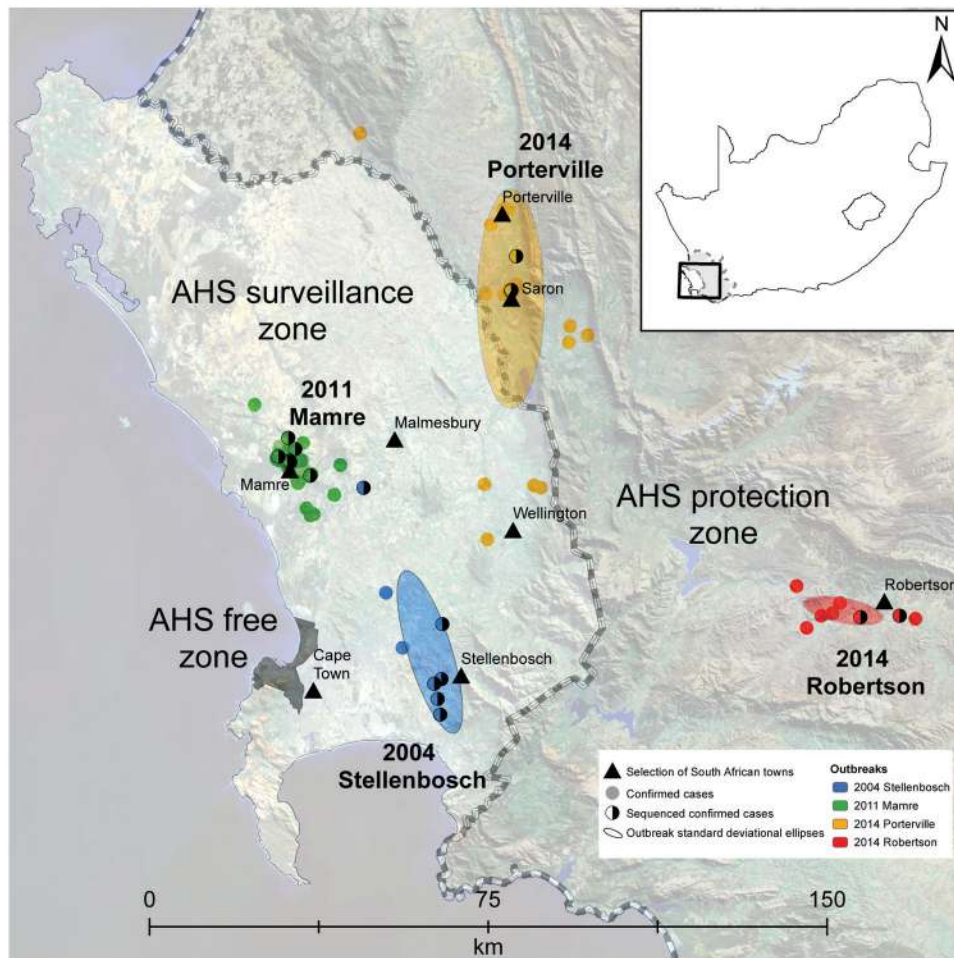 N
2014
Porterville
Porterville
Saron
AHS surveillance
zone
2011
Mamre
Malmesbury
Mamre
AHS protection
zone
Wellington
Robertson
AHS free
zone
Cape
Town
Stellenbosch
2014
Robertson
2004
Stellenbosch
Selection of South African towns
Confirmed cases
Sequenced confirmed cases
Outbreak standard deviational ellipses
Outbreaks
2004 Stellenbosch
2011 Mamre
2014 Porterville
2014 Robertson
0
75
150
km